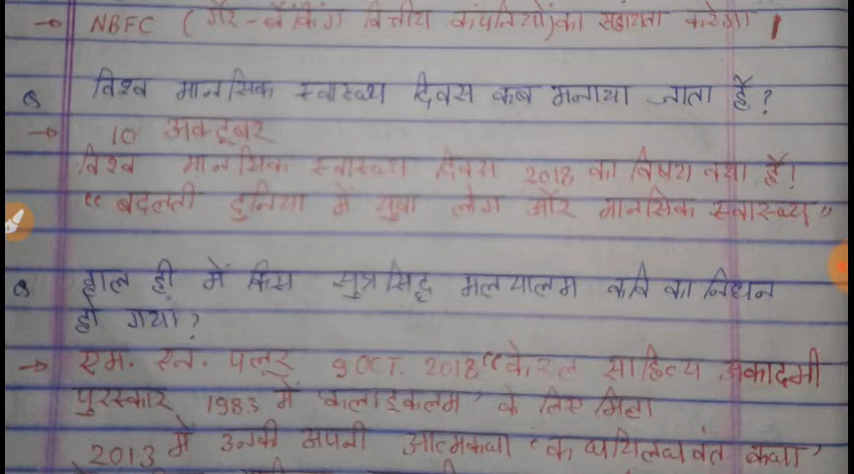 → NBFC (गैर-बैंकिंग वित्तीय कंपनियों) का सहायता करेगा।
Q विश्व मानसिक स्वास्थ्य दिवस कब मनाया जाता है?
→ 10 अक्टूबर
विश्व मानसिक स्वास्थ्य दिवस 2018 का विषय क्या है।
“बदलती दुनिया में युवा लोग और मानसिक स्वास्थ्य”
Q हाल ही में किस सुप्रसिद्ध मलयालम कवि का निधन
हो गया?
→ एम. एन. पलूर 9 OCT. 2018 “केरल साहित्य अकादमी
पुरस्कार 1983 में 'कलाइकलम' के लिए मिला
2013 में उनकी अपनी आत्मकथा कथा'